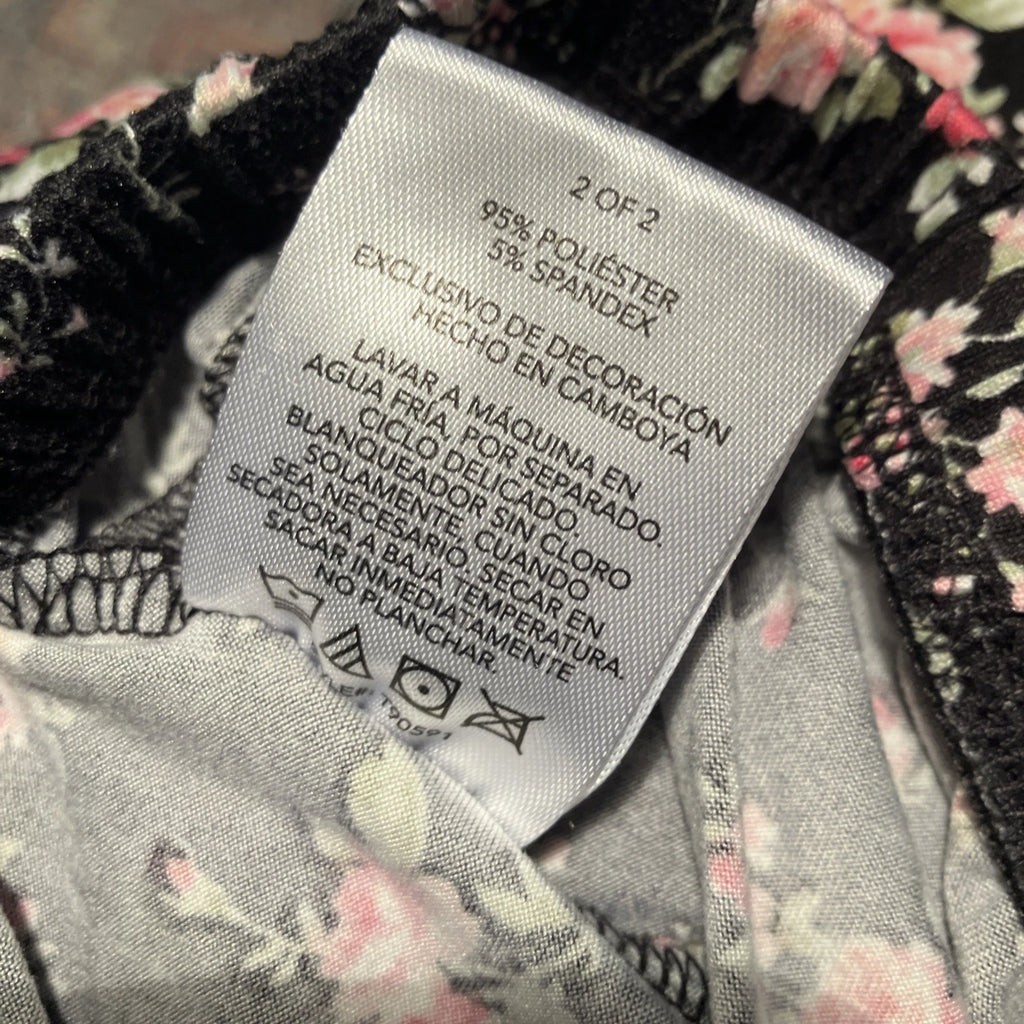 2 OF 2
95% POLIÉSTER
5% SPANDEX
EXCLUSIVO DE DECORACIÓN
HECHO EN CAMBOYA
LAVAR A MÁQUINA EN
AGUA FRÍA, POR SEPARADO.
CICLO DELICADO.
BLANQUEADOR SIN CLORO
SOLAMENTE, CUANDO
SEA NECESARIO. SECAR EN
SECADORA A BAJA TEMPERATURA.
SACAR INMEDIATAMENTE
NO PLANCHAR.
T90591